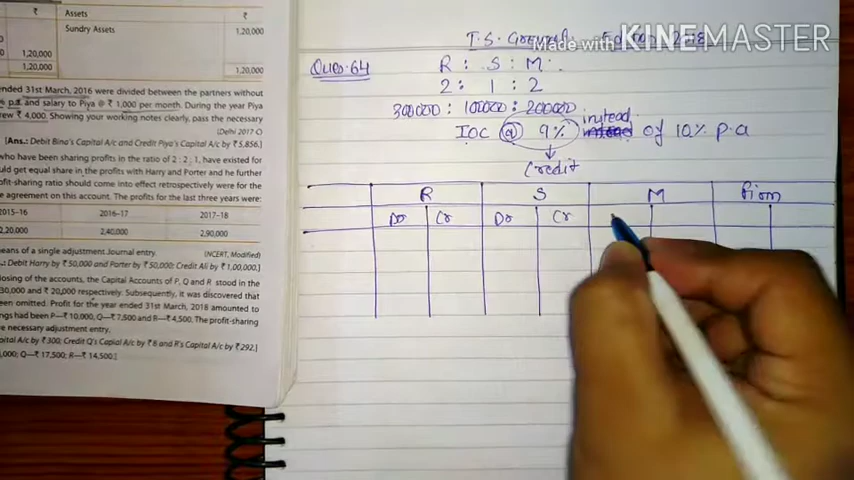 ₹ Assets ₹
Sundry Assets 1,20,000
1,20,000
1,20,000 1,20,000
ended 31st March, 2016 were divided between the partners without
% p.a. and salary to Piya @ ₹ 1,000 per month. During the year Piya
rew ₹ 4,000. Showing your working notes clearly, pass the necessary
(Delhi 2017 C)
[Ans.: Debit Bina's Capital A/c and Credit Piya's Capital A/c by ₹ 5,856.]
who have been sharing profits in the ratio of 2 : 2 : 1, have existed for
uld get equal share in the profits with Harry and Porter and he further
fit-sharing ratio should come into effect retrospectively were for the
e agreement on this account. The profits for the last three years were:
2015-16 2016-17 2017-18
2,20,000 2,40,000 2,90,000
eans of a single adjustment Journal entry. (NCERT, Modified)
.: Debit Harry by ₹ 50,000 and Porter by ₹ 50,000; Credit Ali by ₹ 1,00,000.]
losing of the accounts, the Capital Accounts of P, Q and R stood in the
30,000 and ₹ 20,000 respectively. Subsequently, it was discovered that
een omitted. Profit for the year ended 31st March, 2018 amounted to
ngs had been P—₹ 10,000, Q—₹ 7,500 and R—₹ 4,500. The profit-sharing
e necessary adjustment entry.
A/c by ₹ 300; Credit Q's Capital A/c by ₹ 8 and R's Capital A/c by ₹ 292.]
,000; Q—₹ 17,500; R—₹ 14,500.]
T.S. Grewal
Made with KINEMASTER
Ques. 64 R : S : M
2 : 1 : 2
300000 : 100000 : 200000
instead
IOC @ 9% of 10% p.a
Credit
R S M Firm
Dr Cr Dr Cr